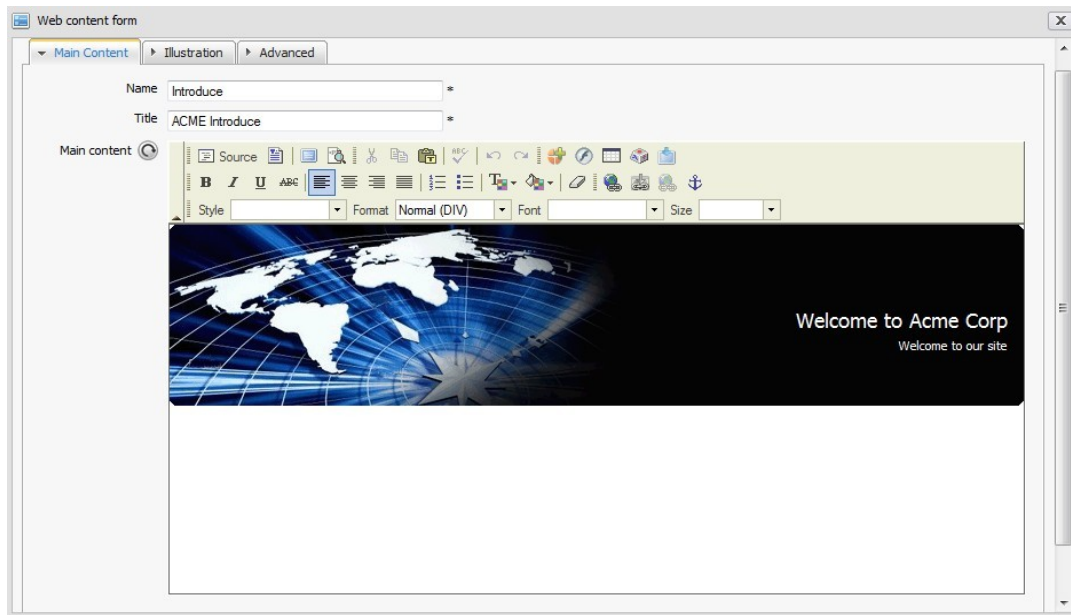 Web content form
Main Content Illustration Advanced
Name Introduce *
Title ACME Introduce *
Main content
Source
B I U ABC
Style Format Normal (DIV) Font Size
Welcome to Acme Corp
Welcome to our site